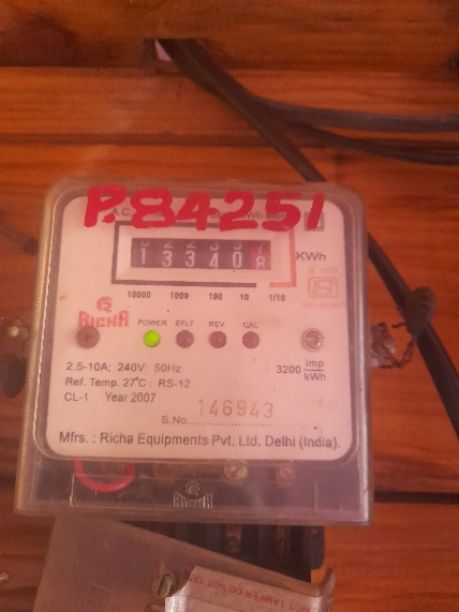 P.84251
A.C.
KWh
133408
10000 1000 100 10 1/10
RICHA
POWER EFLT REV CAL
2.5-10A; 240V; 50Hz
3200 imp/kWh
Ref. Temp. 27°C : RS-12
CL-1 Year 2007
S.No. 146943
Mfrs. : Richa Equipments Pvt. Ltd. Delhi (India).
RICHA